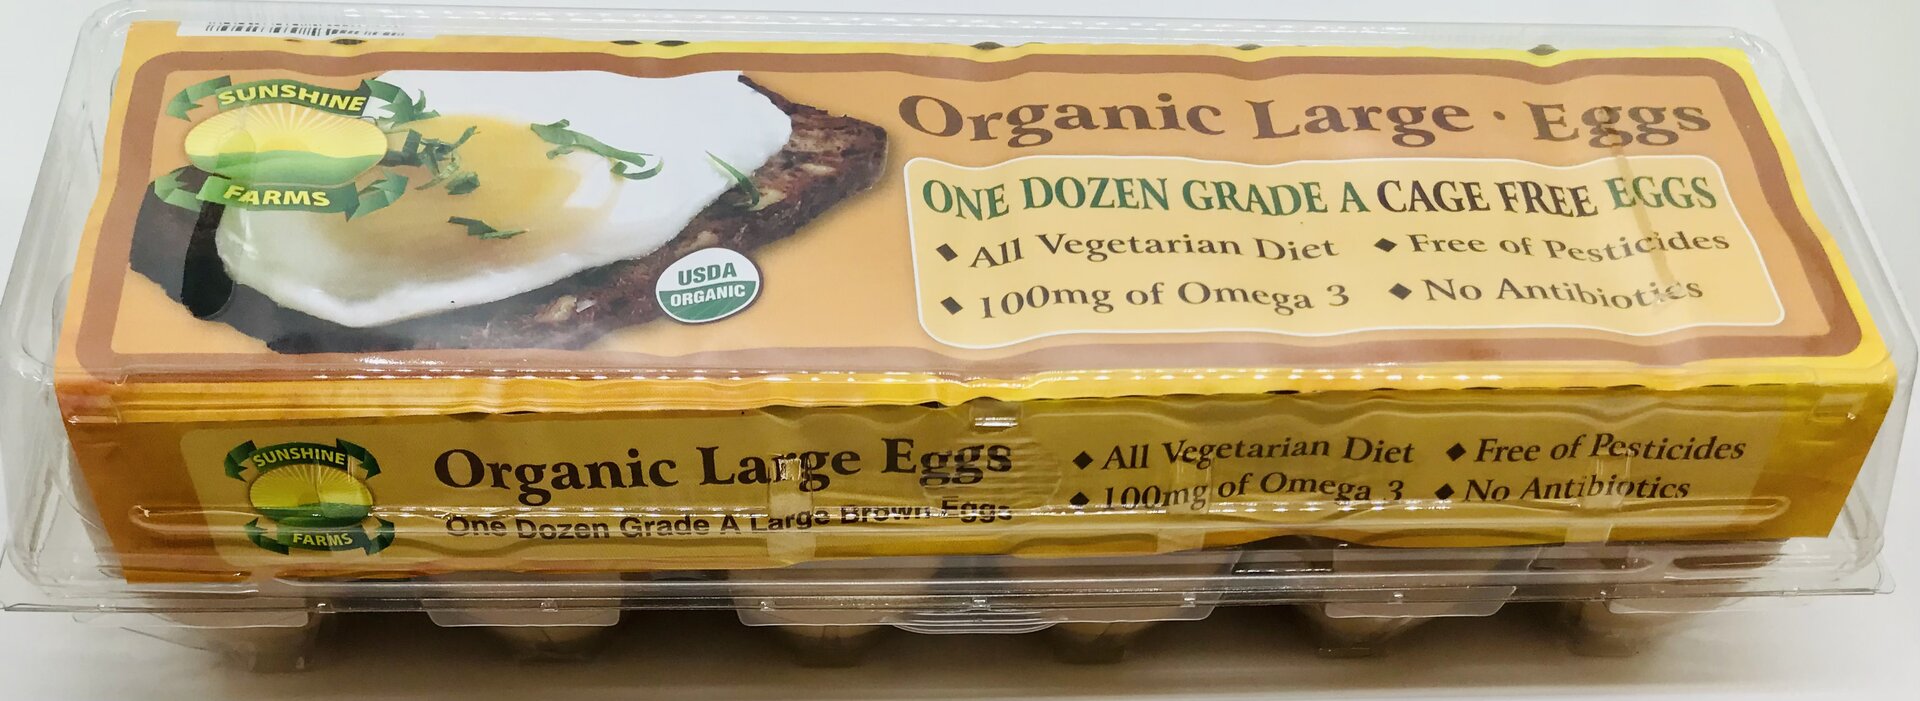 SUNSHINE
FARMS
USDA
ORGANIC
Organic Large • Eggs
ONE DOZEN GRADE A CAGE FREE EGGS
◆ All Vegetarian Diet ◆ Free of Pesticides
◆ 100mg of Omega 3 ◆ No Antibiotics
SUNSHINE
FARMS
Organic Large Eggs
One Dozen Grade A Large Brown Eggs
◆ All Vegetarian Diet ◆ Free of Pesticides
◆ 100mg of Omega 3 ◆ No Antibiotics